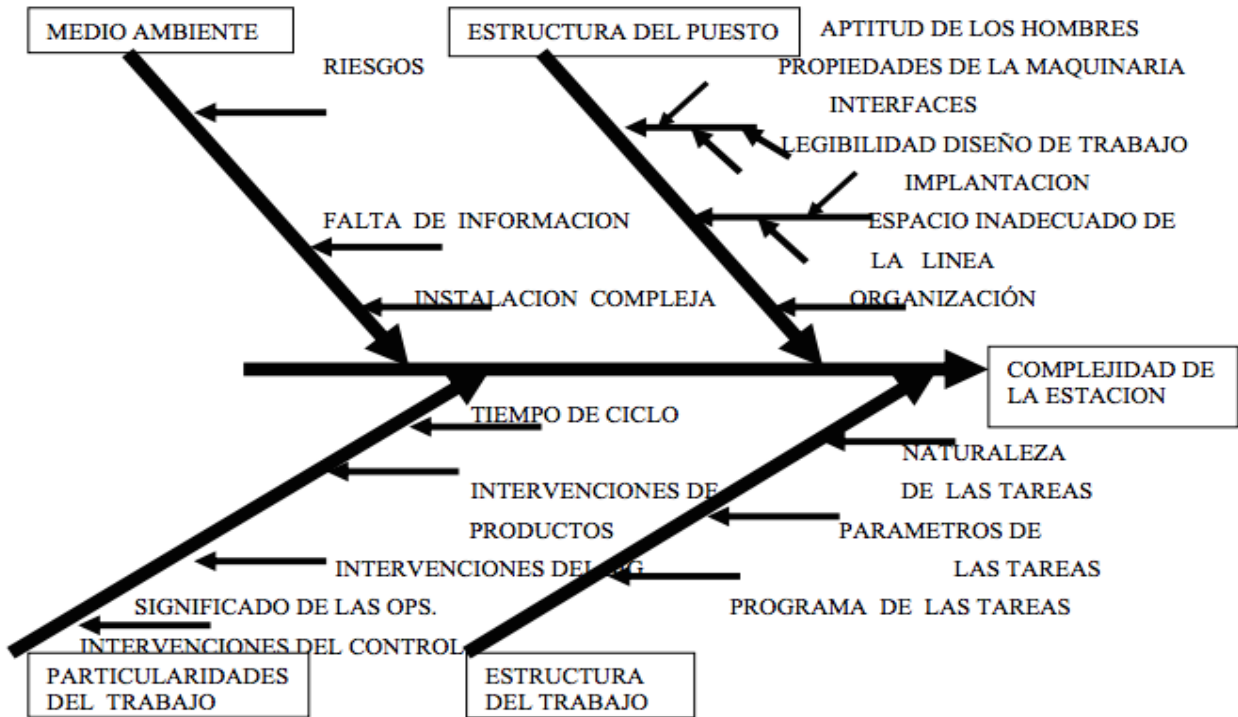 MEDIO AMBIENTE
ESTRUCTURA DEL PUESTO
APTITUD DE LOS HOMBRES
RIESGOS
PROPIEDADES DE LA MAQUINARIA
INTERFACES
LEGIBILIDAD DISEÑO DE TRABAJO
IMPLANTACION
FALTA DE INFORMACION
ESPACIO INADECUADO DE
LA LINEA
INSTALACION COMPLEJA
ORGANIZACIÓN
COMPLEJIDAD DE
LA ESTACION
TIEMPO DE CICLO
NATURALEZA
DE LAS TAREAS
INTERVENCIONES DE
PRODUCTOS
PARAMETROS DE
LAS TAREAS
INTERVENCIONES DEL
SIGNIFICADO DE LAS OPS.
PROGRAMA DE LAS TAREAS
INTERVENCIONES DEL CONTROL
PARTICULARIDADES
DEL TRABAJO
ESTRUCTURA
DEL TRABAJO